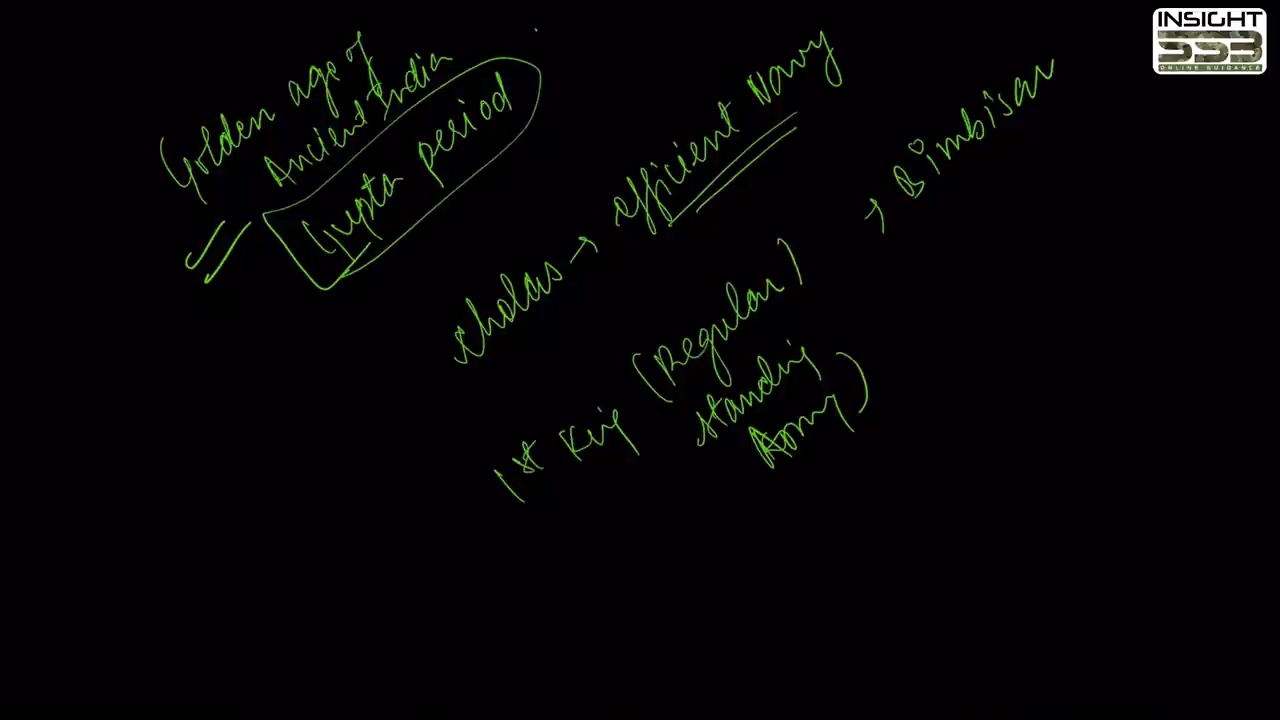 Golden age of
Ancient India
Gupta period
cholas → efficient Navy
1st King (Regular)
standing
Army)
→ Bimbisar
INSIGHT
SSB
ONLINE GUIDANCE